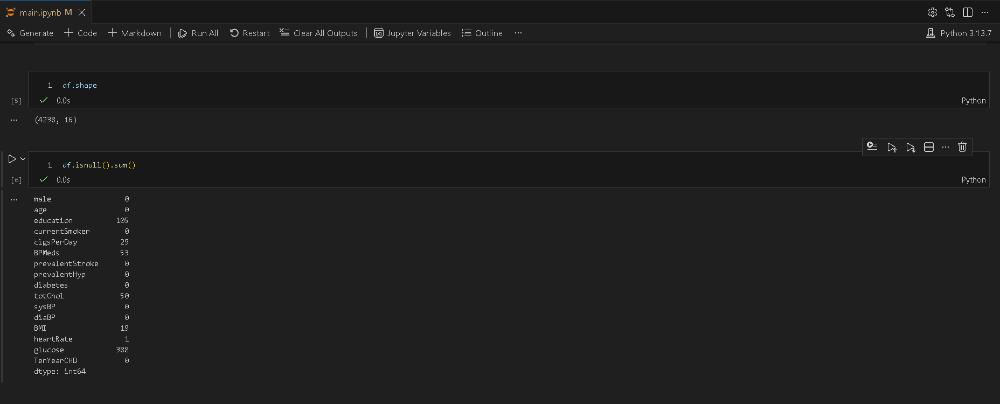 main.ipynb M
Generate Code Markdown Run All Restart Clear All Outputs Jupyter Variables Outline ... Python 3.13.7
1 df.shape
[5] 0.0s Python
(4238, 16)
1 df.isnull().sum()
[6] 0.0s Python
male 0
age 0
education 105
currentSmoker 0
cigsPerDay 29
BPMeds 53
prevalentStroke 0
prevalentHyp 0
diabetes 0
totChol 50
sysBP 0
diaBP 0
BMI 19
heartRate 1
glucose 388
TenYearCHD 0
dtype: int64